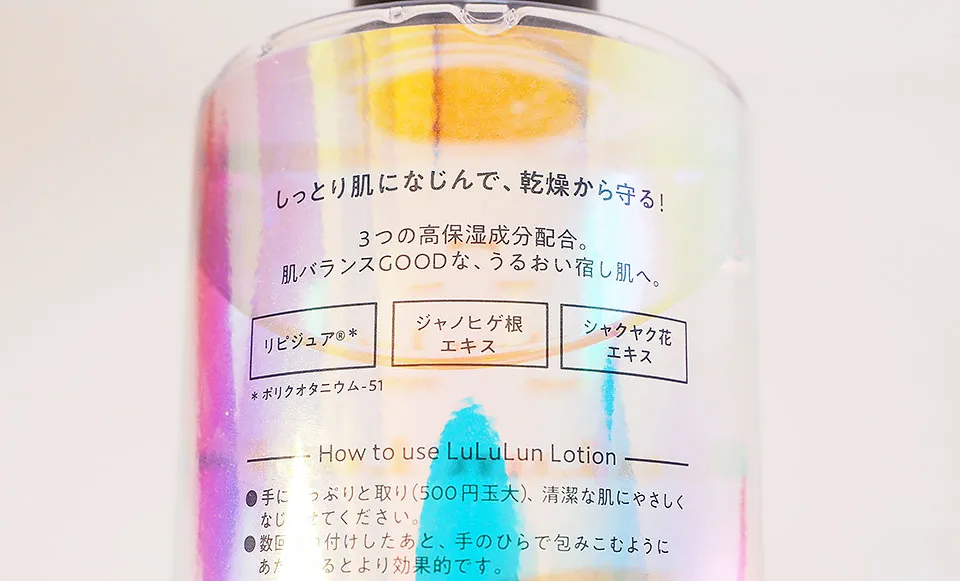 しっとり肌になじんで、乾燥から守る!
3つの高保湿成分配合。
肌バランスGOODな、うるおい宿し肌へ。
リピジュア®*
ジャノヒゲ根
エキス
シャクヤク花
エキス
*ポリクオタニウム-51
How to use LuLuLun Lotion
●手に っぷりと取り(500円玉大)、清潔な肌にやさしく
なじ せてください。
●数回 付けしたあと、手のひらで包みこむように
あた るとより効果的です。